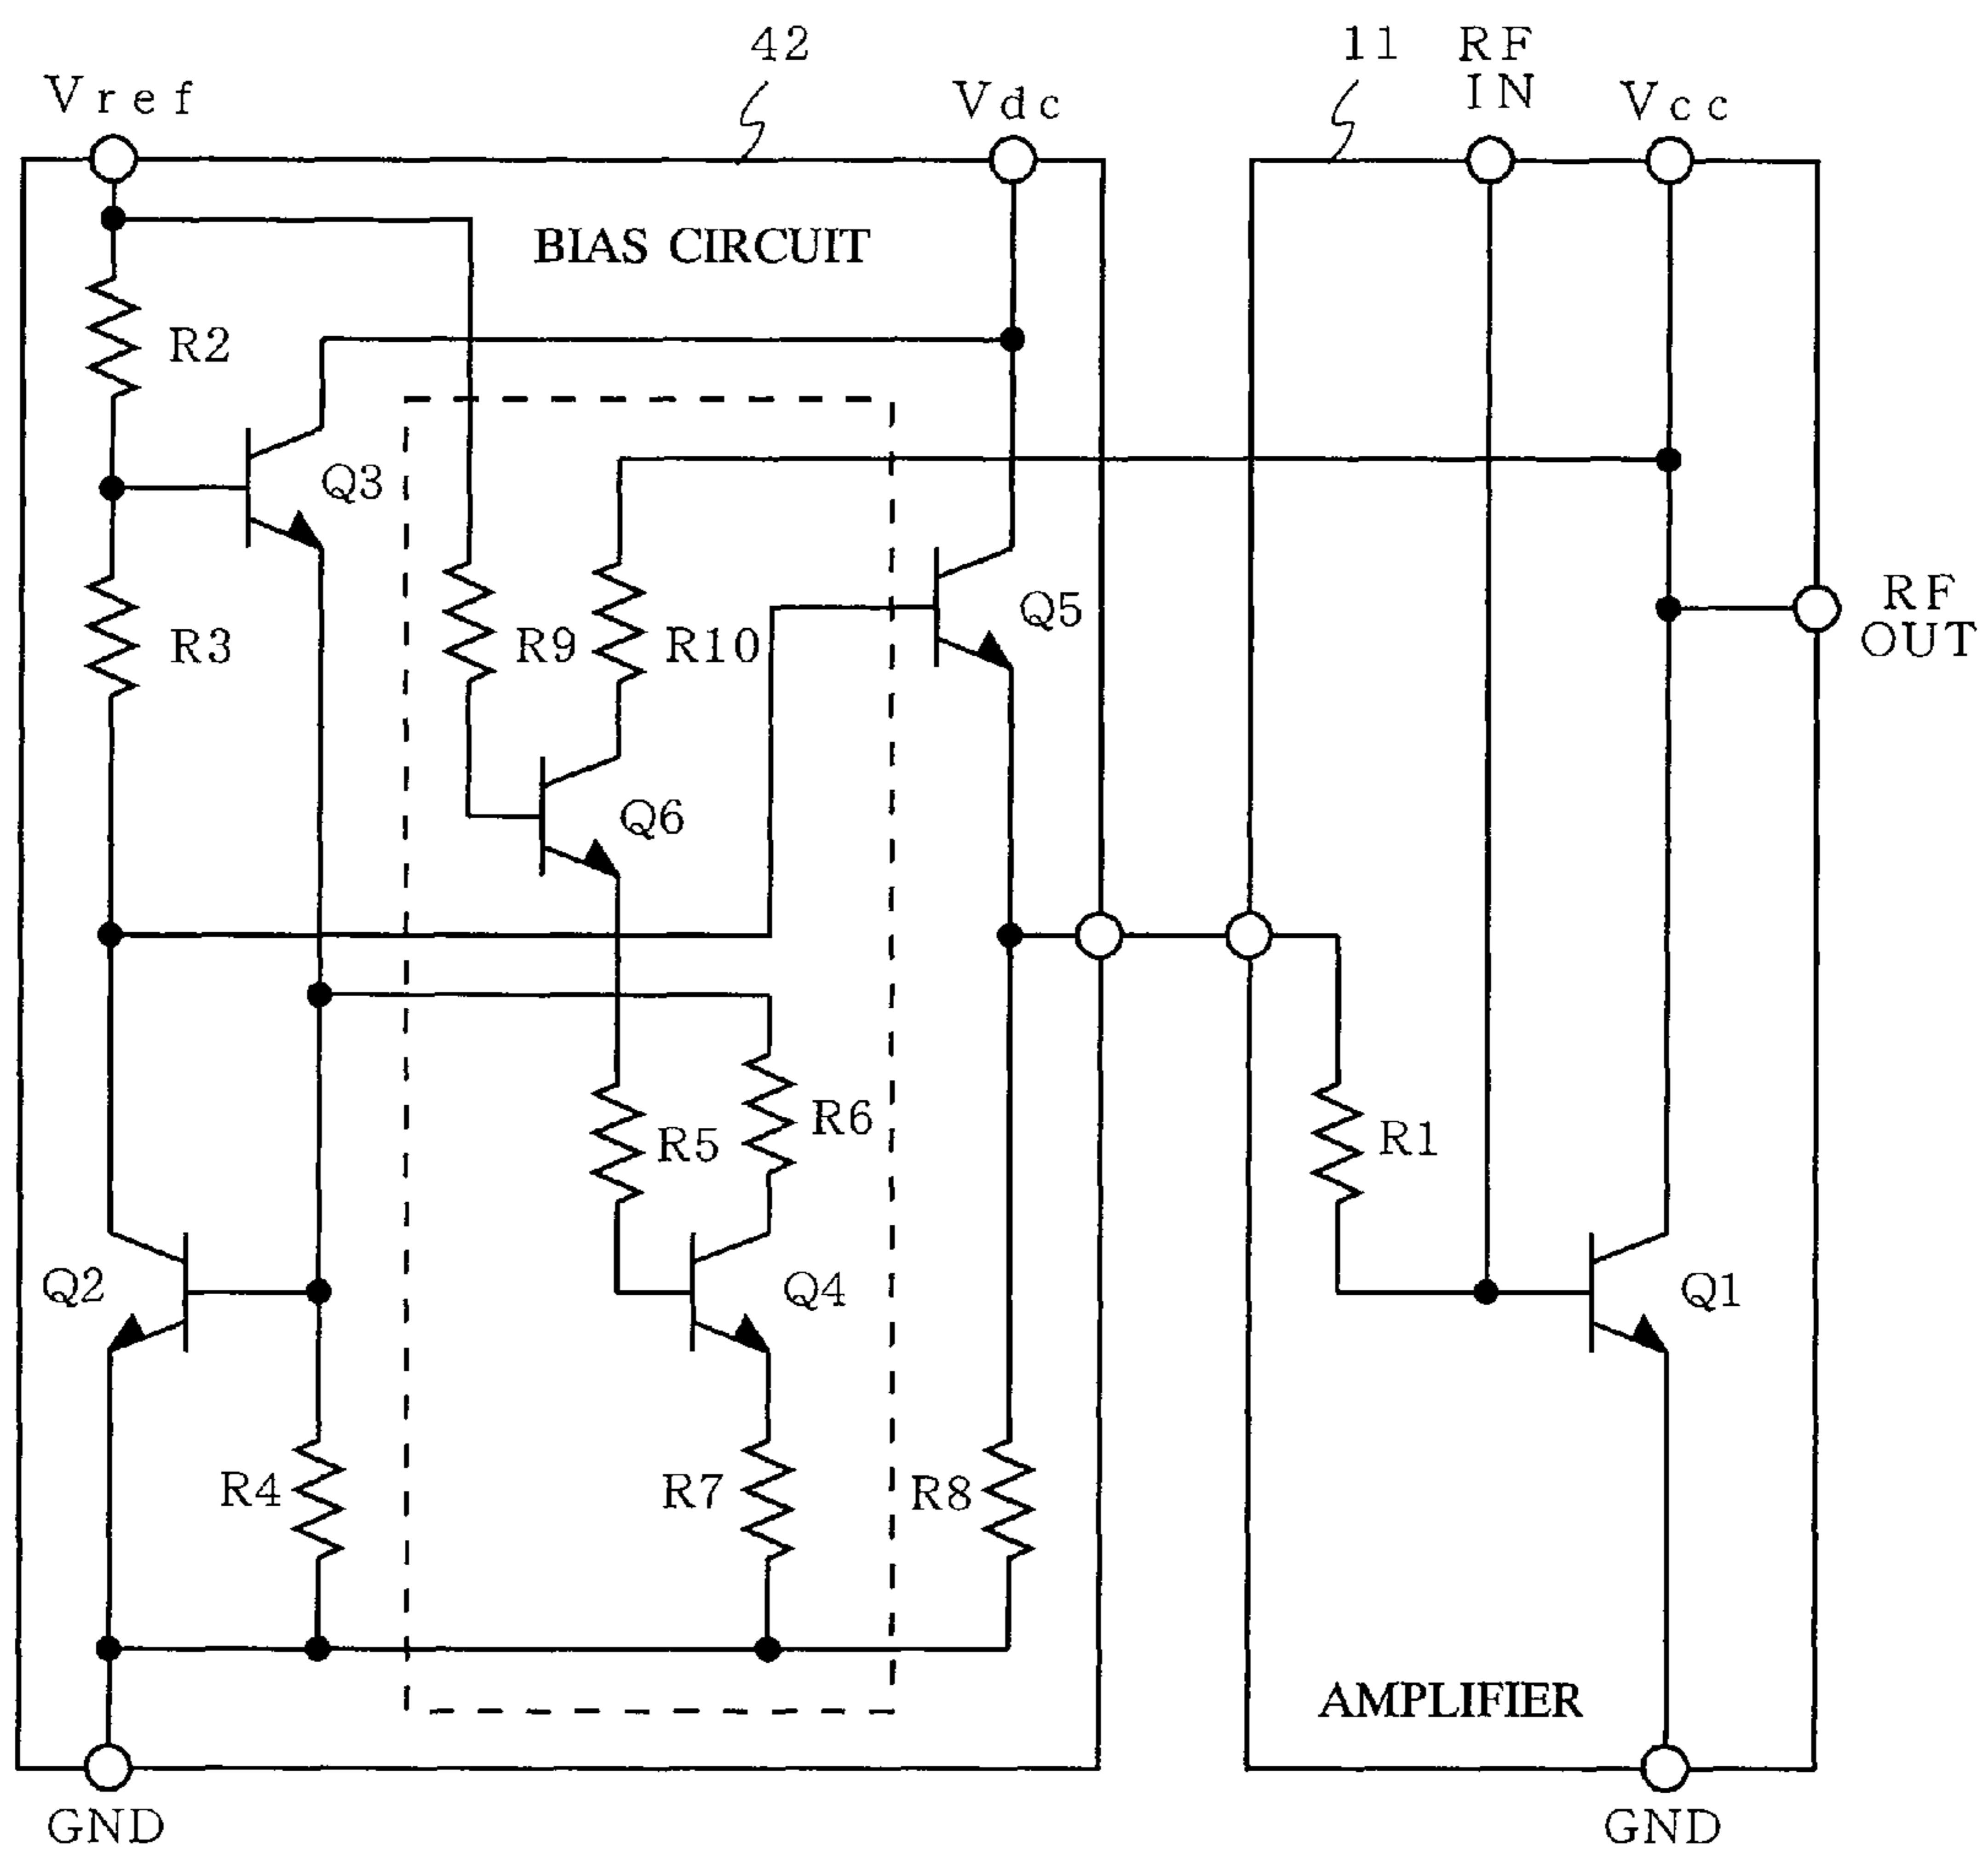 42
11
RF
IN
Vref
Vdc
Vcc
BIAS CIRCUIT
R2
Q3
R3
R9
R10
Q5
RF
OUT
Q6
R5
R6
R1
Q2
Q4
Q1
R4
R7
R8
AMPLIFIER
GND
GND